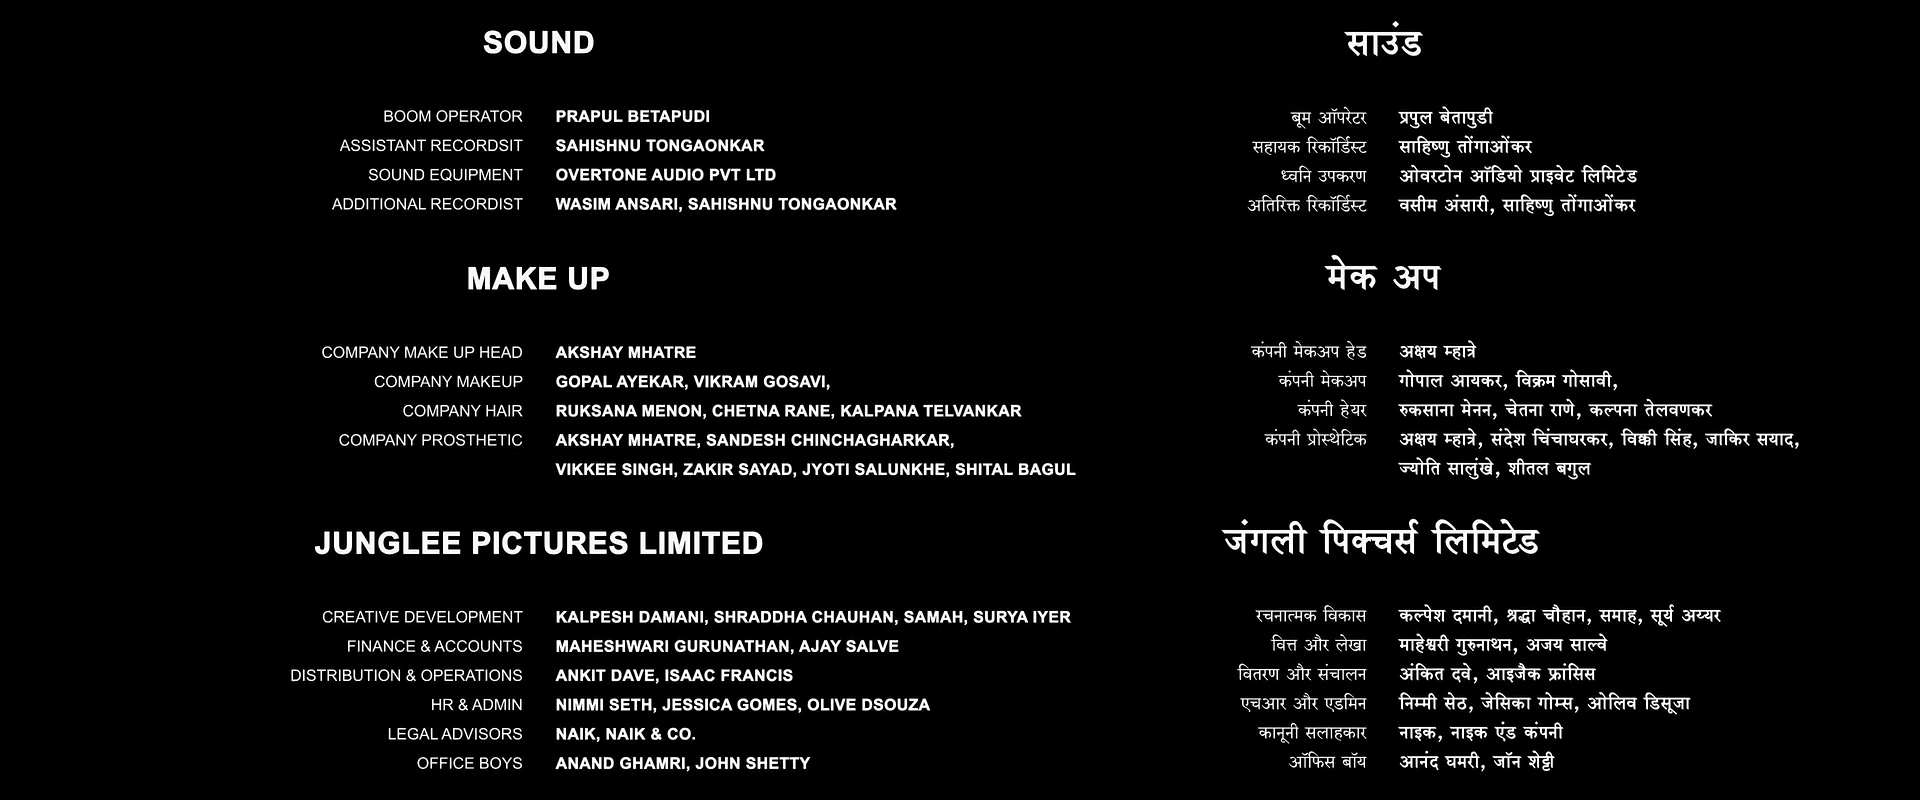 SOUND
BOOM OPERATOR PRAPUL BETAPUDI
ASSISTANT RECORDSIT SAHISHNU TONGAONKAR
SOUND EQUIPMENT OVERTONE AUDIO PVT LTD
ADDITIONAL RECORDIST WASIM ANSARI, SAHISHNU TONGAONKAR
MAKE UP
COMPANY MAKE UP HEAD AKSHAY MHATRE
COMPANY MAKEUP GOPAL AYEKAR, VIKRAM GOSAVI,
COMPANY HAIR RUKSANA MENON, CHETNA RANE, KALPANA TELVANKAR
COMPANY PROSTHETIC AKSHAY MHATRE, SANDESH CHINCHAGHARKAR,
VIKKEE SINGH, ZAKIR SAYAD, JYOTI SALUNKHE, SHITAL BAGUL
JUNGLEE PICTURES LIMITED
CREATIVE DEVELOPMENT KALPESH DAMANI, SHRADDHA CHAUHAN, SAMAH, SURYA IYER
FINANCE & ACCOUNTS MAHESHWARI GURUNATHAN, AJAY SALVE
DISTRIBUTION & OPERATIONS ANKIT DAVE, ISAAC FRANCIS
HR & ADMIN NIMMI SETH, JESSICA GOMES, OLIVE DSOUZA
LEGAL ADVISORS NAIK, NAIK & CO.
OFFICE BOYS ANAND GHAMRI, JOHN SHETTY
साउंड
बूम ऑपरेटर प्रपुल बेतापुडी
सहायक रिकॉर्डिस्ट साहिष्णु तोंगाओंकर
ध्वनि उपकरण ओवरटोन ऑडियो प्राइवेट लिमिटेड
अतिरिक्त रिकॉर्डिस्ट वसीम अंसारी, साहिष्णु तोंगाओंकर
मेक अप
कंपनी मेकअप हेड अक्षय म्हात्रे
कंपनी मेकअप गोपाल आयकर, विक्रम गोसावी,
कंपनी हेयर रुकसाना मेनन, चेतना राणे, कल्पना तेलवणकर
कंपनी प्रोस्थेटिक अक्षय म्हात्रे, संदेश चिंचाघरकर, विक्की सिंह, जाकिर सयाद,
ज्योति सालुंखे, शीतल बगुल
जंगली पिक्चर्स लिमिटेड
रचनात्मक विकास कल्पेश दमानी, श्रद्धा चौहान, समाह, सूर्य अय्यर
वित्त और लेखा माहेश्वरी गुरुनाथन, अजय साल्वे
वितरण और संचालन अंकित दवे, आइजैक फ्रांसिस
एचआर और एडमिन निम्मी सेठ, जेसिका गोम्स, ओलिव डिसूजा
कानूनी सलाहकार नाइक, नाइक एंड कंपनी
ऑफिस बॉय आनंद घमरी, जॉन शेट्टी